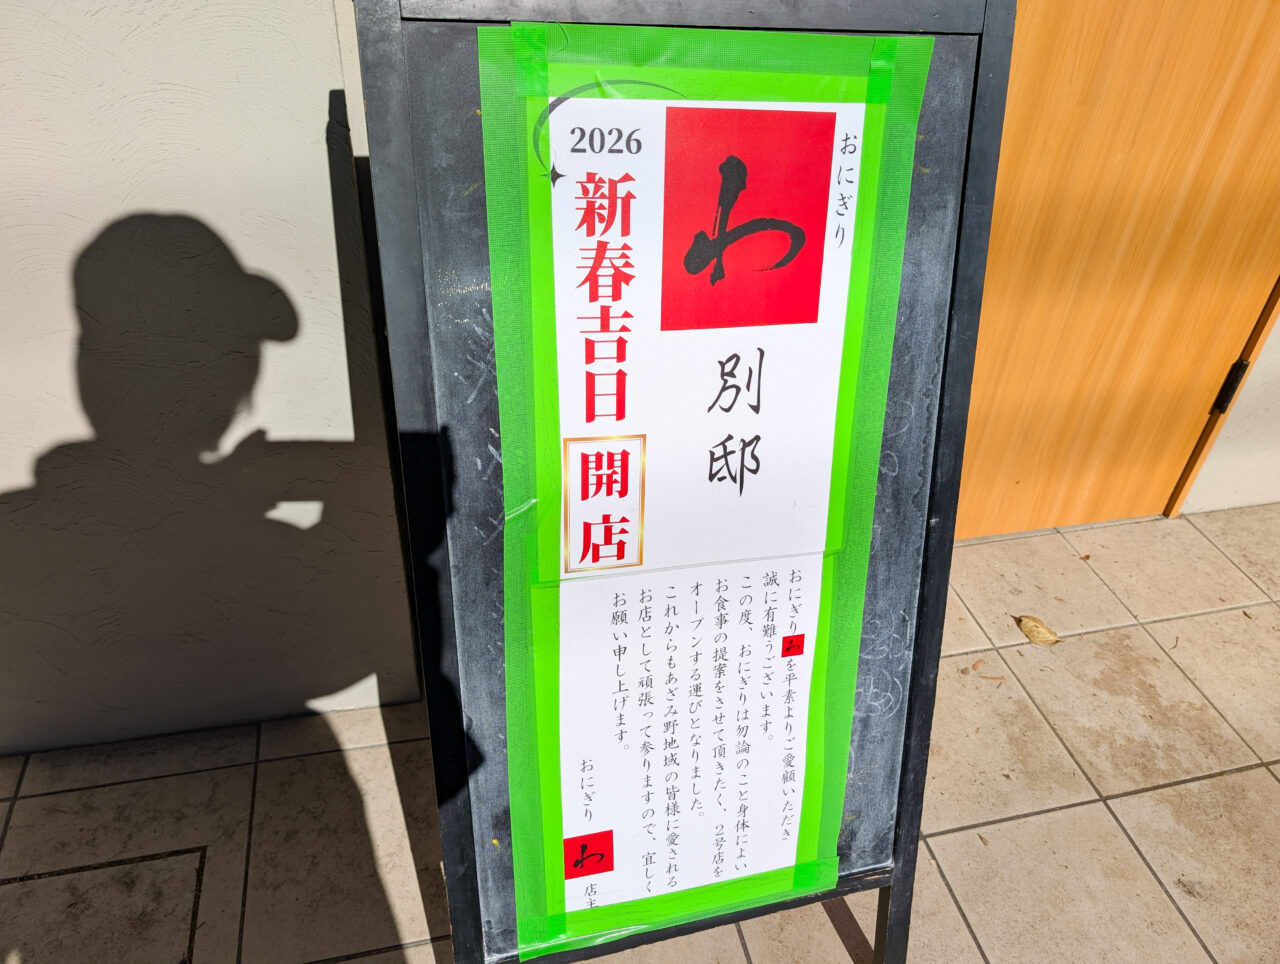 おにぎり
わ
別邸
2026
新春吉日
開店
おにぎりわを平素よりご愛顧いただき
誠に有難うございます。
この度、おにぎりは勿論のこと身体によい
お食事の提案をさせて頂きたく、2号店を
オープンする運びとなりました。
これからもあざみ野地域の皆様に愛される
お店として頑張って参りますので、宜しく
お願い申し上げます。
おにぎり わ 店主